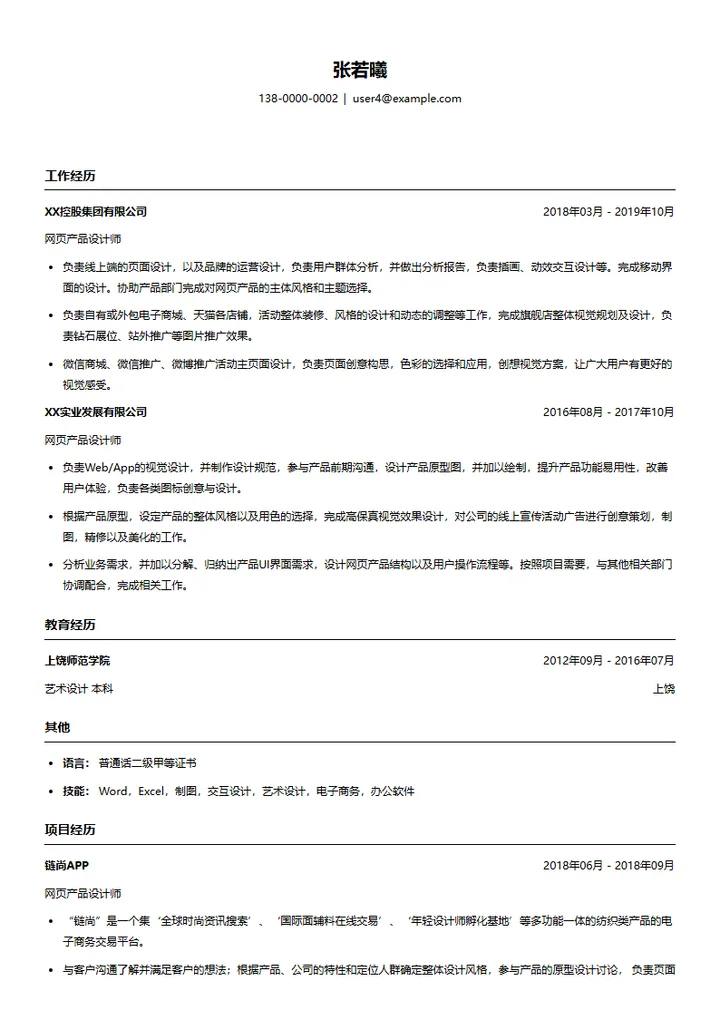 张若曦
138-0000-0002 | user4@example.com
工作经历
XX控股集团有限公司 2018年03月 - 2019年10月
网页产品设计师
• 负责线上端的页面设计，以及品牌的运营设计，负责用户群体分析，并做出分析报告，负责插画、动效交互设计等。完成移动界
面的设计。协助产品部门完成对网页产品的主体风格和主题选择。
• 负责自有或外包电子商城、天猫各店铺，活动整体装修、风格的设计和动态的调整等工作，完成旗舰店整体视觉规划及设计，负
责钻石展位、站外推广等图片推广效果。
• 微信商城、微信推广、微博推广活动主页面设计，负责页面创意构思，色彩的选择和应用，创想视觉方案，让广大用户有更好的
视觉感受。
XX实业发展有限公司 2016年08月 - 2017年10月
网页产品设计师
• 负责Web/App的视觉设计，并制作设计规范，参与产品前期沟通，设计产品原型图，并加以绘制，提升产品功能易用性，改善
用户体验，负责各类图标创意与设计。
• 根据产品原型，设定产品的整体风格以及用色的选择，完成高保真视觉效果设计，对公司的线上宣传活动广告进行创意策划，制
图，精修以及美化的工作。
• 分析业务需求，并加以分解、归纳出产品UI界面需求，设计网页产品结构以及用户操作流程等。按照项目需要，与其他相关部门
协调配合，完成相关工作。
教育经历
上饶师范学院 2012年09月 - 2016年07月
艺术设计 本科 上饶
其他
• 语言： 普通话二级甲等证书
• 技能： Word，Excel，制图，交互设计，艺术设计，电子商务，办公软件
项目经历
链尚APP 2018年06月 - 2018年09月
网页产品设计师
• “链尚”是一个集‘全球时尚资讯搜索’、‘国际面辅料在线交易’、‘年轻设计师孵化基地’等多功能一体的纺织类产品的电
子商务交易平台。
• 与客户沟通了解并满足客户的想法；根据产品、公司的特性和定位人群确定整体设计风格，参与产品的原型设计讨论， 负责页面